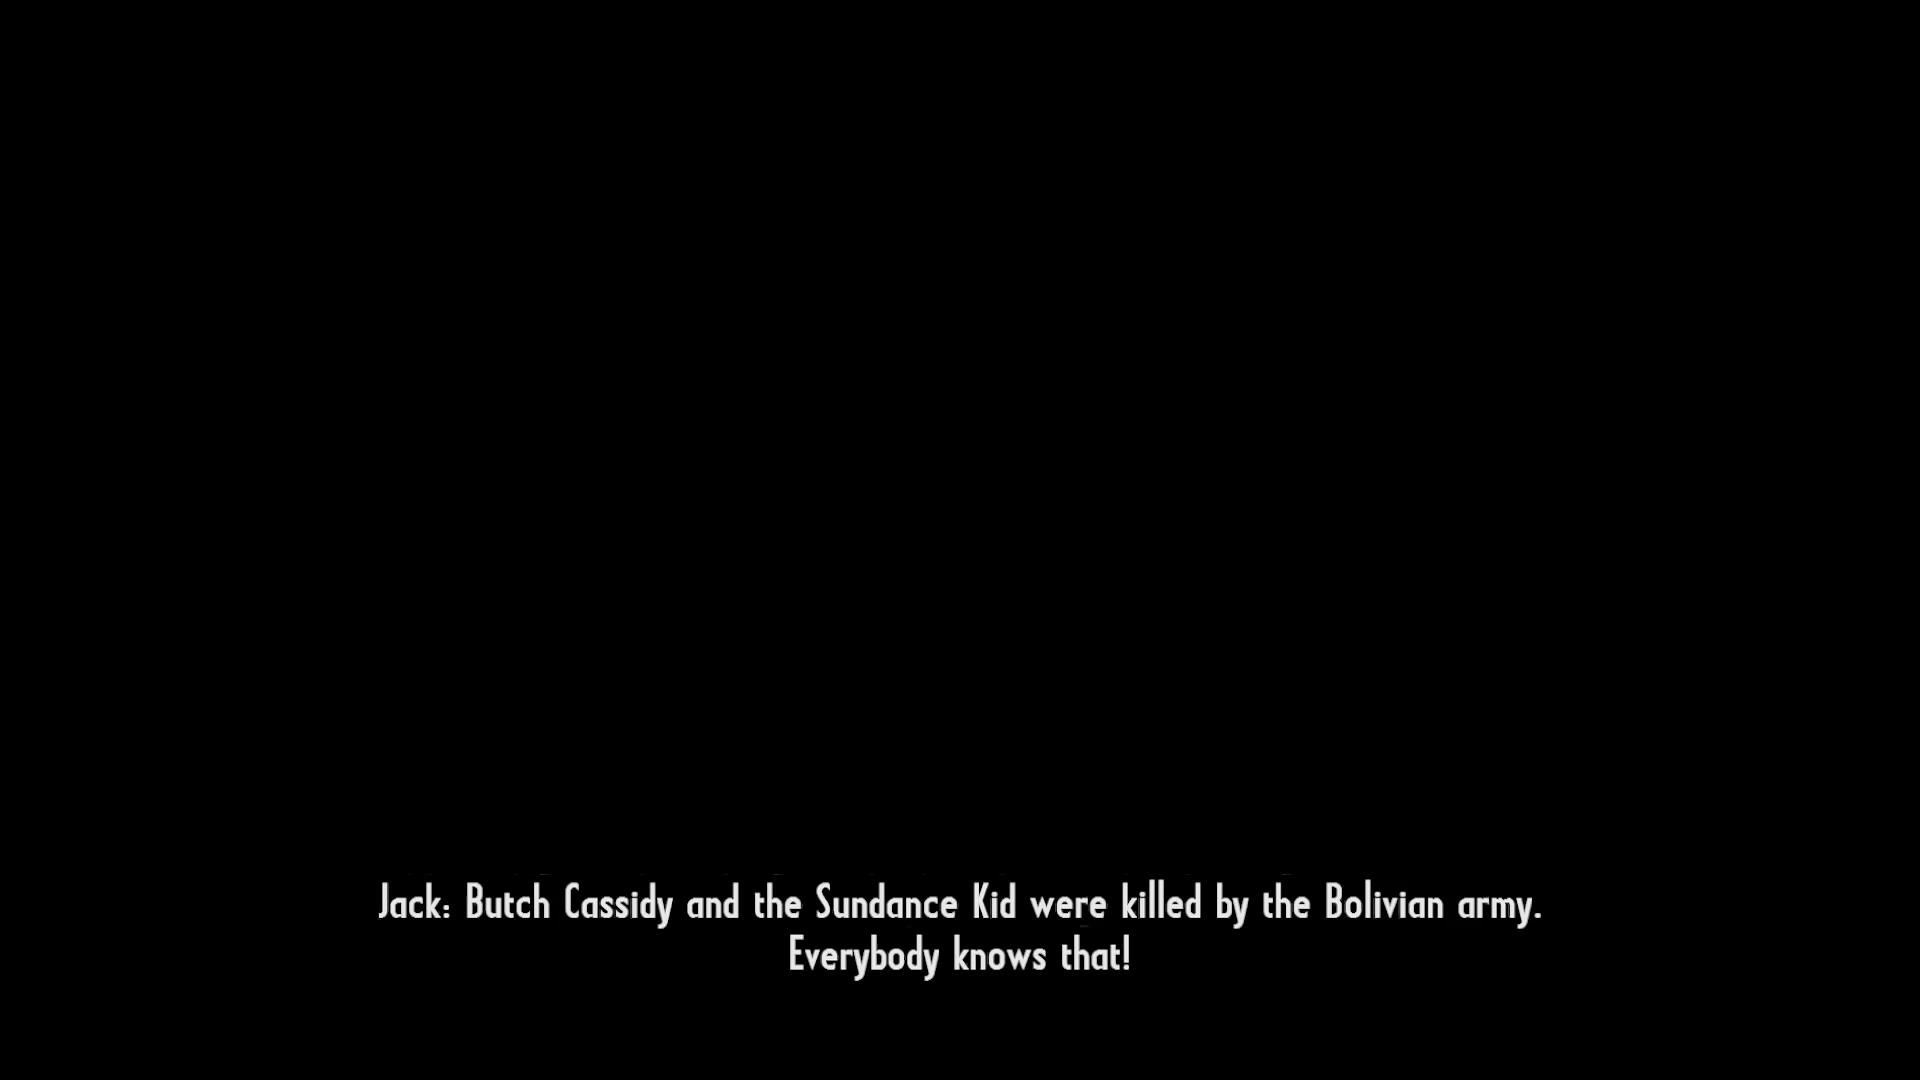 Jack: Butch Cassidy and the Sundance Kid were killed by the Bolivian army.
Everybody knows that!